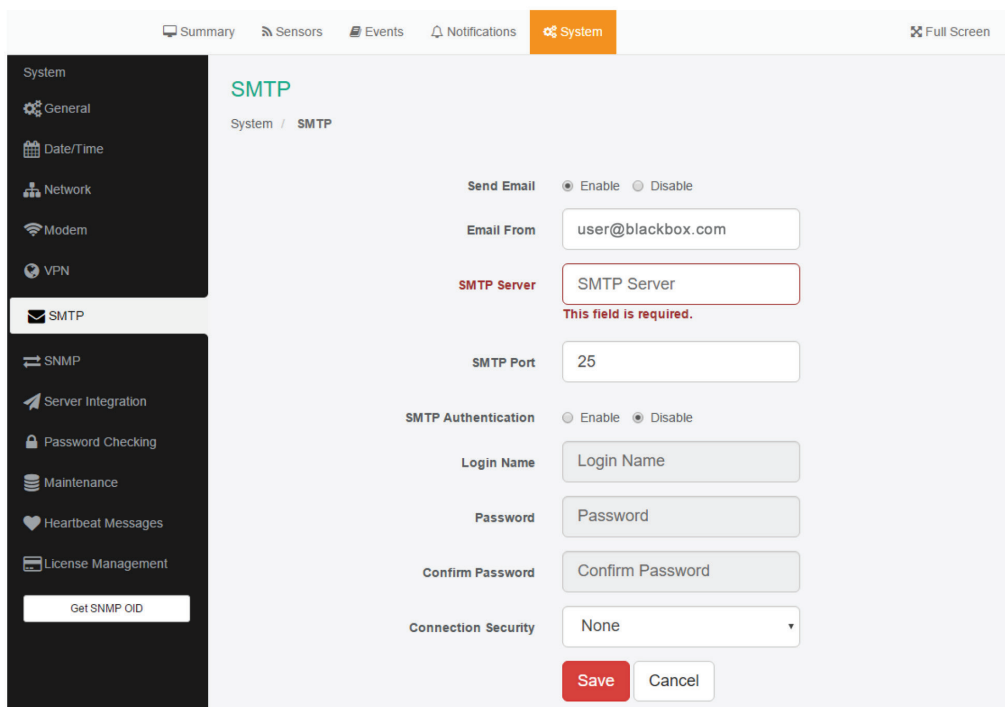 Summary Sensors Events Notifications System Full Screen
System
General
Date/Time
Network
Modem
VPN
SMTP
SNMP
Server Integration
Password Checking
Maintenance
Heartbeat Messages
License Management
Get SNMP OID
SMTP
System / SMTP
Send Email Enable Disable
Email From user@blackbox.com
SMTP Server SMTP Server
This field is required.
SMTP Port 25
SMTP Authentication Enable Disable
Login Name Login Name
Password Password
Confirm Password Confirm Password
Connection Security None
Save Cancel